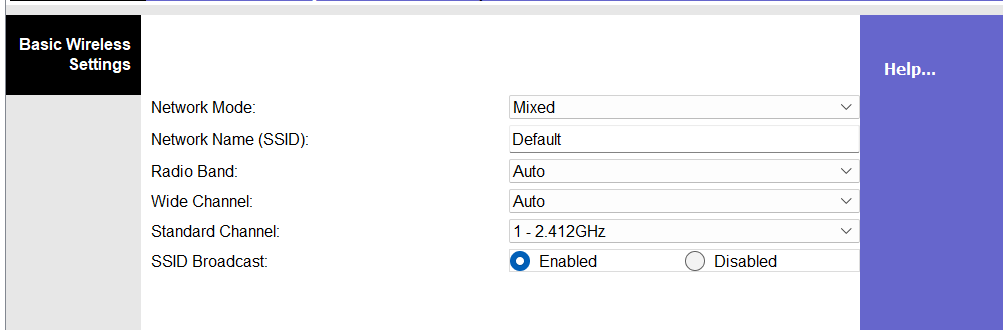 Basic Wireless
Settings
Help...
Network Mode: Mixed
Network Name (SSID): Default
Radio Band: Auto
Wide Channel: Auto
Standard Channel: 1 - 2.412GHz
SSID Broadcast: Enabled Disabled